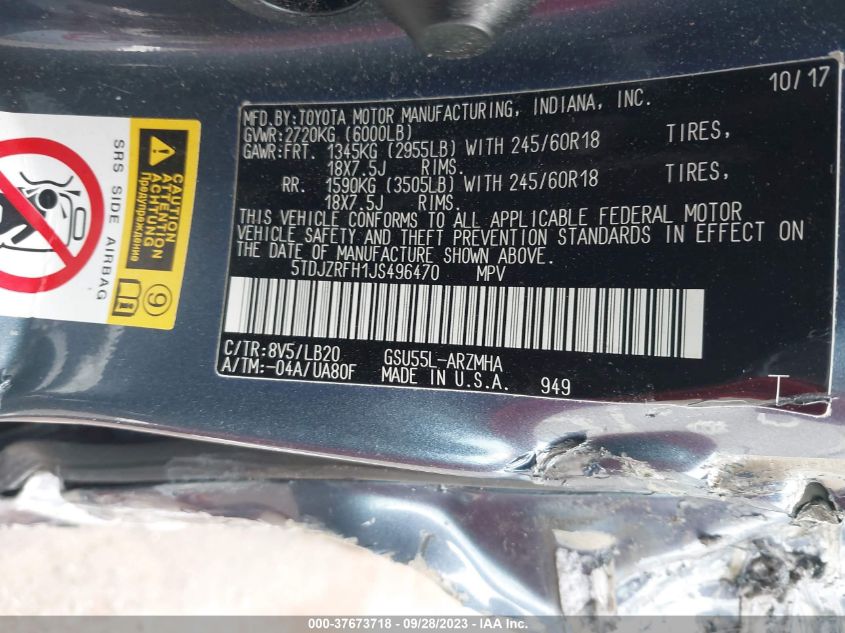 10/17
MFD.BY:TOYOTA MOTOR MANUFACTURING, INDIANA, INC.
GVWR:2720KG (6000LB)
GAWR:FRT. 1345KG (2955LB) WITH 245/60R18 TIRES,
18X7.5J RIMS.
RR. 1590KG (3505LB) WITH 245/60R18 TIRES,
18X7.5J RIMS.
THIS VEHICLE CONFORMS TO ALL APPLICABLE FEDERAL MOTOR
VEHICLE SAFETY AND THEFT PREVENTION STANDARDS IN EFFECT ON
THE DATE OF MANUFACTURE SHOWN ABOVE.
5TDJZRFH1JS496470 MPV
C/TR:8V5/LB20 GSU55L-ARZMHA
A/TM:-04A/UA80F MADE IN U.S.A. 949
SRS SIDE AIRBAG
CAUTION
ATTENTION
ACHTUNG
Предупреждение
9
000-37673718 - 09/28/2023 - IAA Inc.